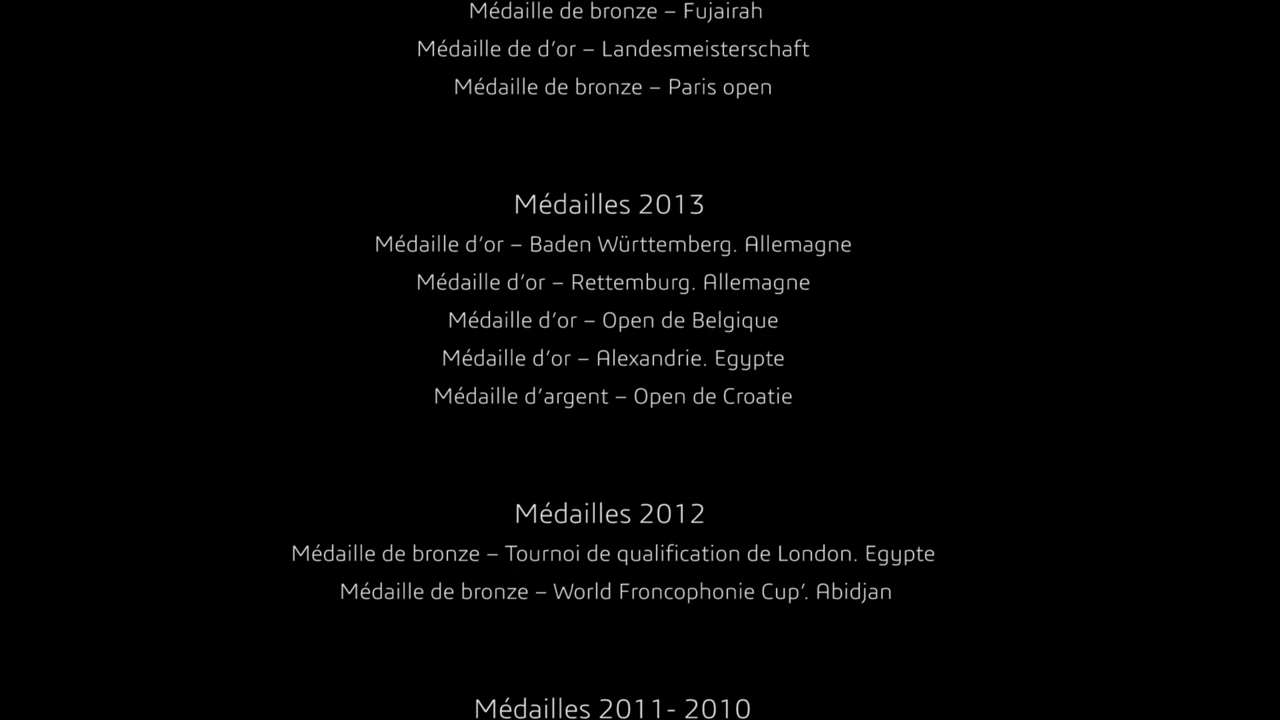 Médaille de bronze – Fujairah
Médaille de d’or – Landesmeisterschaft
Médaille de bronze – Paris open
Médailles 2013
Médaille d’or – Baden Württemberg. Allemagne
Médaille d’or – Rettemburg. Allemagne
Médaille d’or – Open de Belgique
Médaille d’or – Alexandrie. Egypte
Médaille d’argent – Open de Croatie
Médailles 2012
Médaille de bronze – Tournoi de qualification de London. Egypte
Médaille de bronze – World Froncophonie Cup’. Abidjan
Médailles 2011- 2010